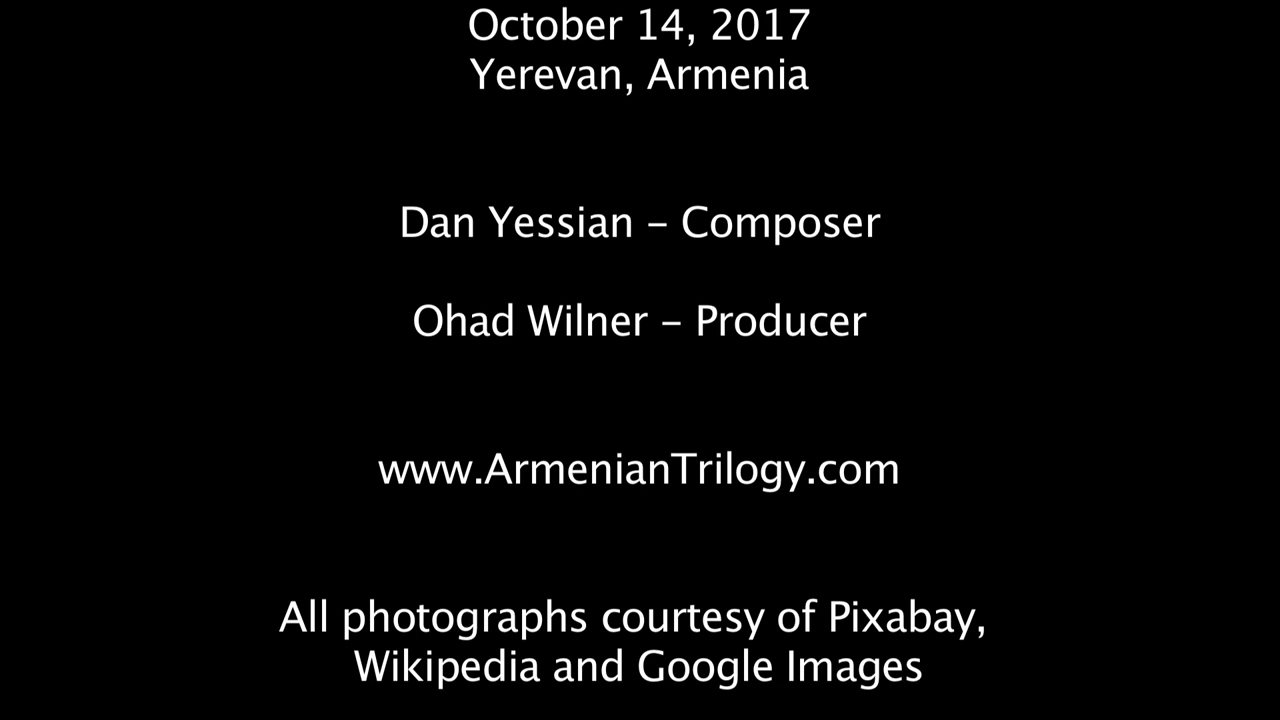 October 14, 2017
Yerevan, Armenia
Dan Yessian – Composer
Ohad Wilner – Producer
www.ArmenianTrilogy.com
All photographs courtesy of Pixabay,
Wikipedia and Google Images